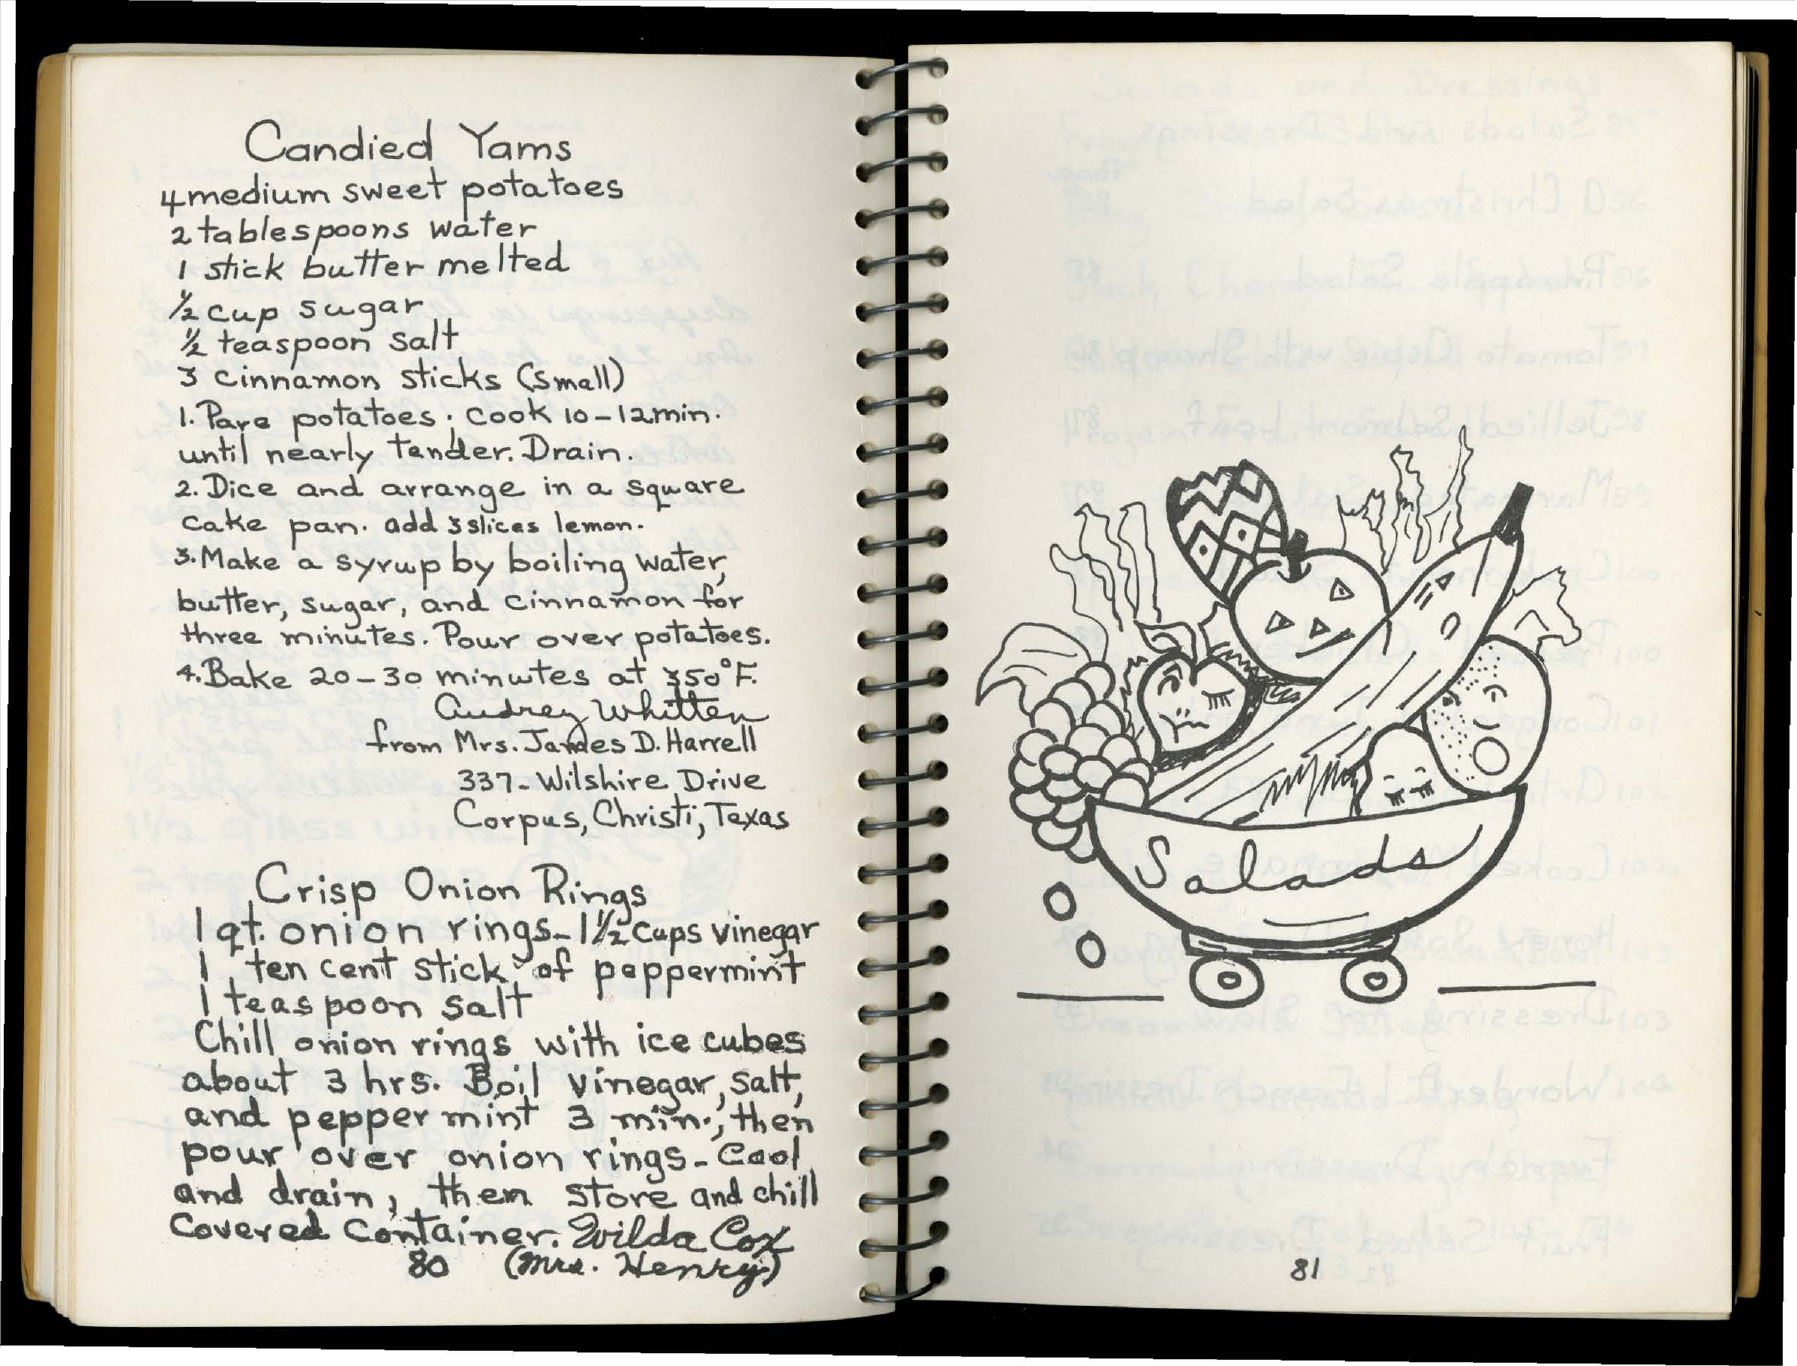 Candied Yams
4 medium sweet potatoes
2 tablespoons water
1 stick butter melted
½ cup sugar
½ teaspoon salt
3 cinnamon sticks (small)
1. Pare potatoes; cook 10-12 min.
until nearly tender. Drain.
2. Dice and arrange in a square
cake pan. add 3 slices lemon.
3. Make a syrup by boiling water,
butter, sugar, and cinnamon for
three minutes. Pour over potatoes.
4. Bake 20-30 minutes at 350°F.
Audrey Whitten
from Mrs. James D. Harrell
337- Wilshire Drive
Corpus, Christi, Texas
Crisp Onion Rings
1 qt. onion rings - 1½ cups vinegar
1 ten cent stick of peppermint
1 teaspoon salt
Chill onion rings with ice cubes
about 3 hrs. Boil vinegar, salt,
and peppermint 3 min., then
pour over onion rings - Cool
and drain, then store and chill
Covered Container. Wilda Cox
80 (Mrs. Henry)
Salads
81